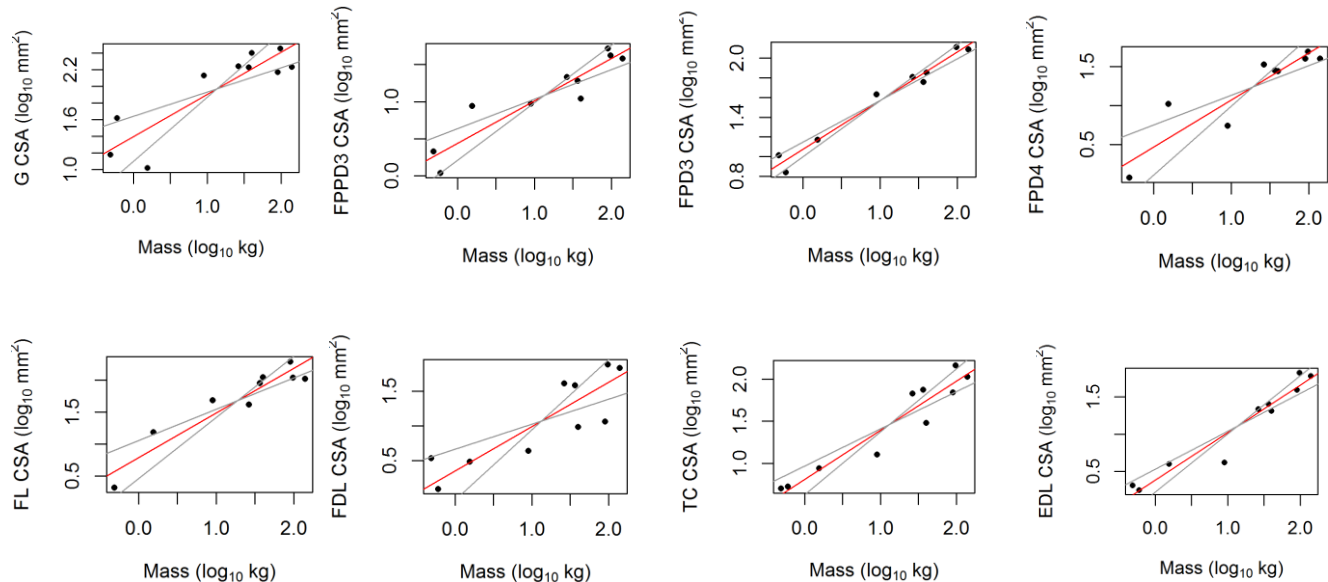 G CSA (log₁₀ mm²)
1.0 1.6 2.2
0.0 1.0 2.0
Mass (log₁₀ kg)
FPPD3 CSA (log₁₀ mm²)
0.0 1.0
0.0 1.0 2.0
Mass (log₁₀ kg)
FPD3 CSA (log₁₀ mm²)
0.8 1.4 2.0
0.0 1.0 2.0
Mass (log₁₀ kg)
FPD4 CSA (log₁₀ mm²)
0.5 1.5
0.0 1.0 2.0
Mass (log₁₀ kg)
FL CSA (log₁₀ mm²)
0.5 1.5
0.0 1.0 2.0
Mass (log₁₀ kg)
FDL CSA (log₁₀ mm²)
0.5 1.5
0.0 1.0 2.0
Mass (log₁₀ kg)
TC CSA (log₁₀ mm²)
1.0 1.5 2.0
0.0 1.0 2.0
Mass (log₁₀ kg)
EDL CSA (log₁₀ mm²)
0.5 1.5
0.0 1.0 2.0
Mass (log₁₀ kg)